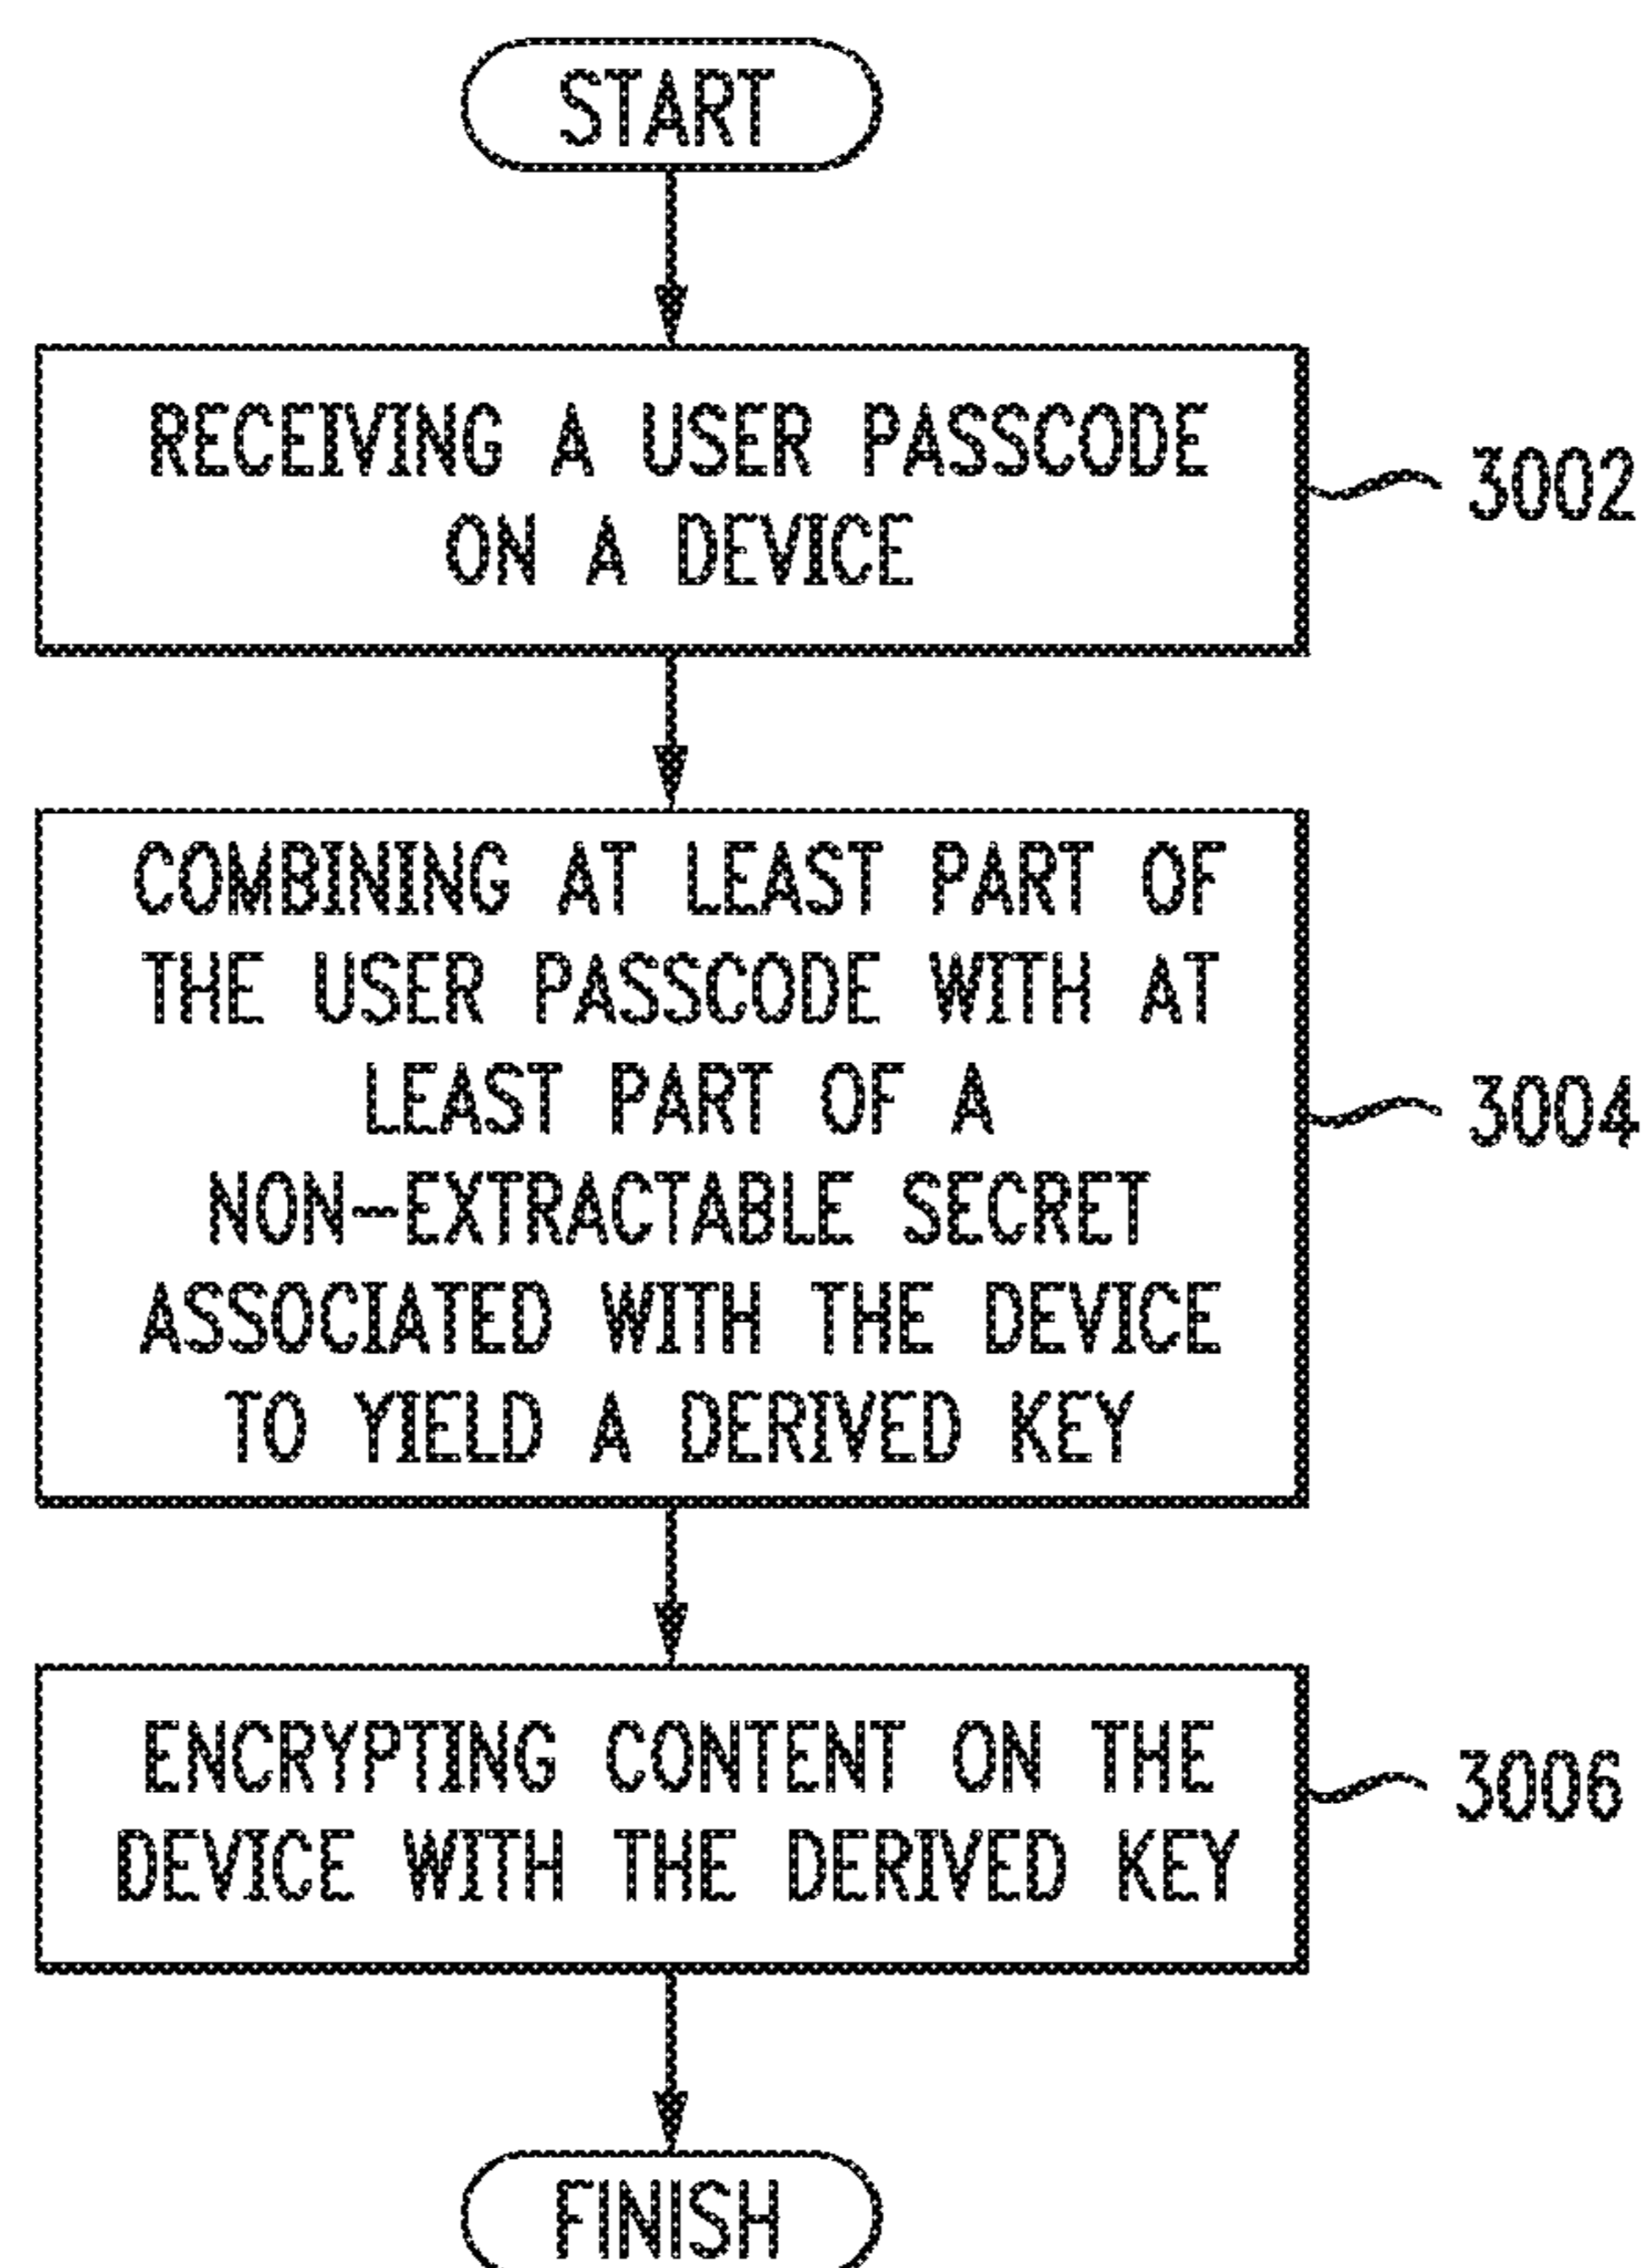 START
RECEIVING A USER PASSCODE
ON A DEVICE
3002
COMBINING AT LEAST PART OF
THE USER PASSCODE WITH AT
LEAST PART OF A
NON-EXTRACTABLE SECRET
ASSOCIATED WITH THE DEVICE
TO YIELD A DERIVED KEY
3004
ENCRYPTING CONTENT ON THE
DEVICE WITH THE DERIVED KEY
3006
FINISH